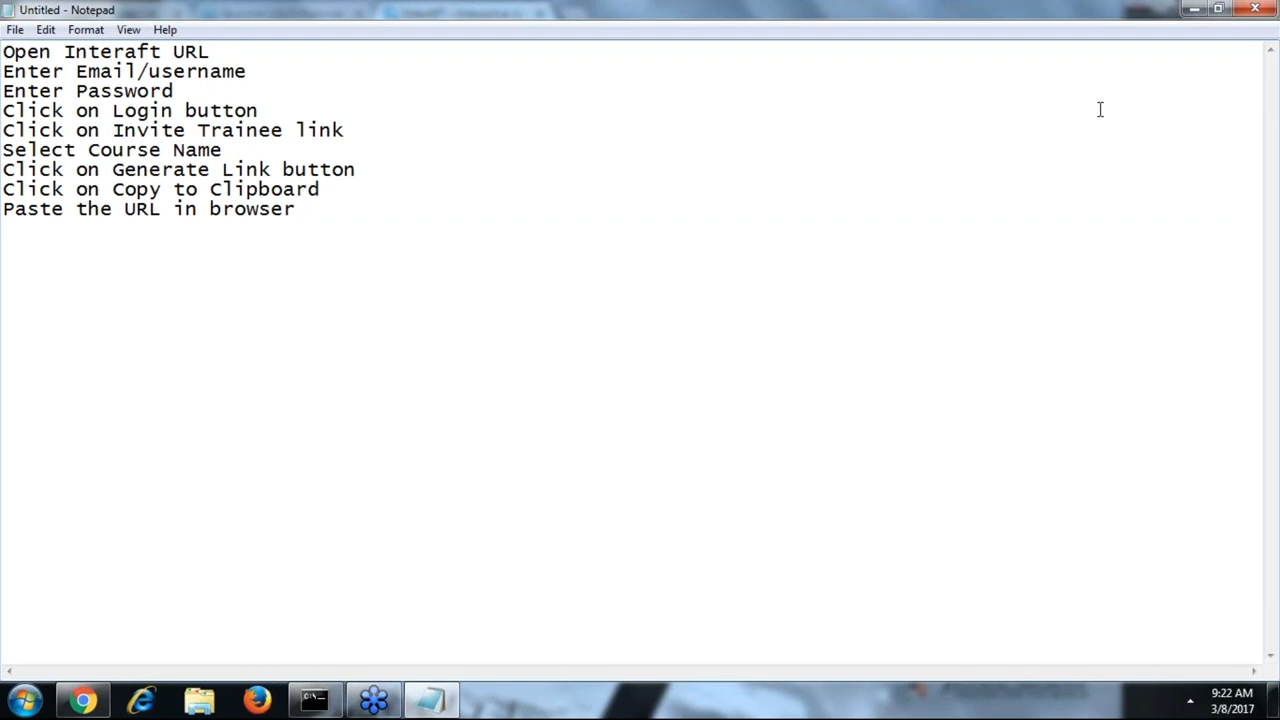 Untitled - Notepad
File Edit Format View Help
Open Interaft URL
Enter Email/username
Enter Password
Click on Login button
Click on Invite Trainee link
Select Course Name
Click on Generate Link button
Click on Copy to Clipboard
Paste the URL in browser
9:22 AM
3/8/2017